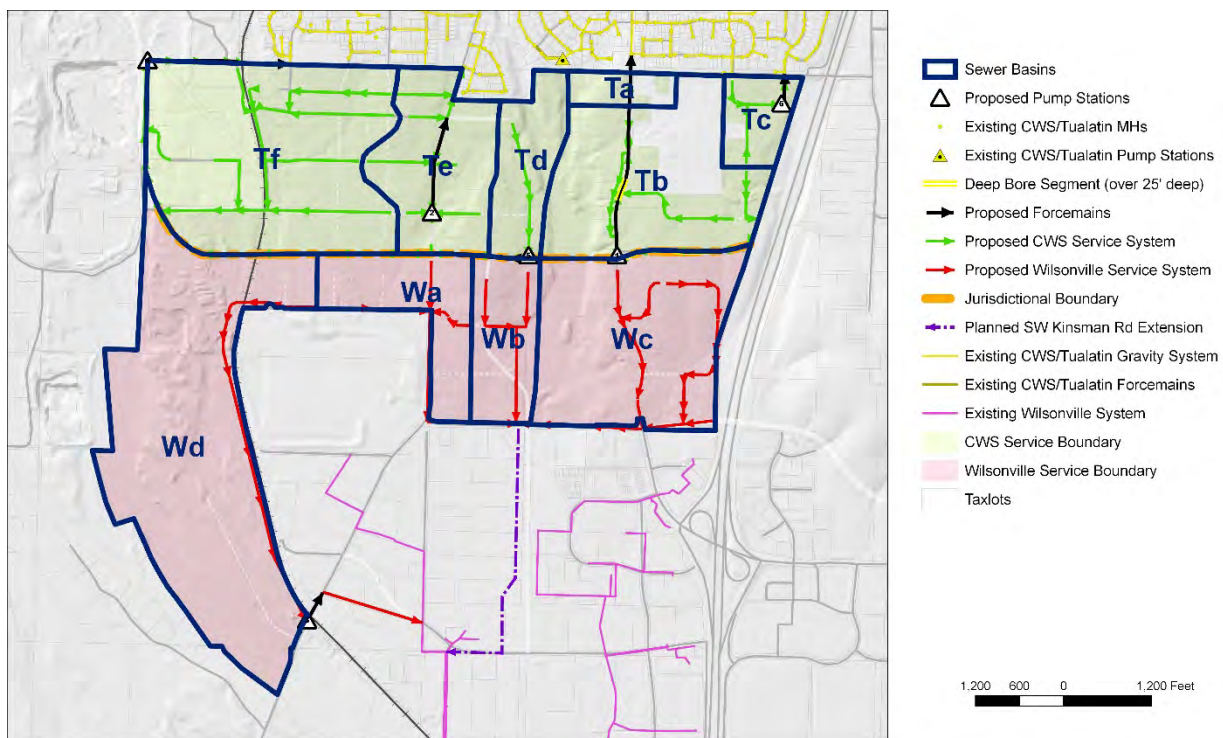 Ta
Tc
Tf
Te
Td
Tb
6
2
Wa
Wb
Wc
Wd
Sewer Basins
Proposed Pump Stations
Existing CWS/Tualatin MHs
Existing CWS/Tualatin Pump Stations
Deep Bore Segment (over 25' deep)
Proposed Forcemains
Proposed CWS Service System
Proposed Wilsonville Service System
Jurisdictional Boundary
Planned SW Kinsman Rd Extension
Existing CWS/Tualatin Gravity System
Existing CWS/Tualatin Forcemains
Existing Wilsonville System
CWS Service Boundary
Wilsonville Service Boundary
Taxlots
1,200 600 0 1,200 Feet